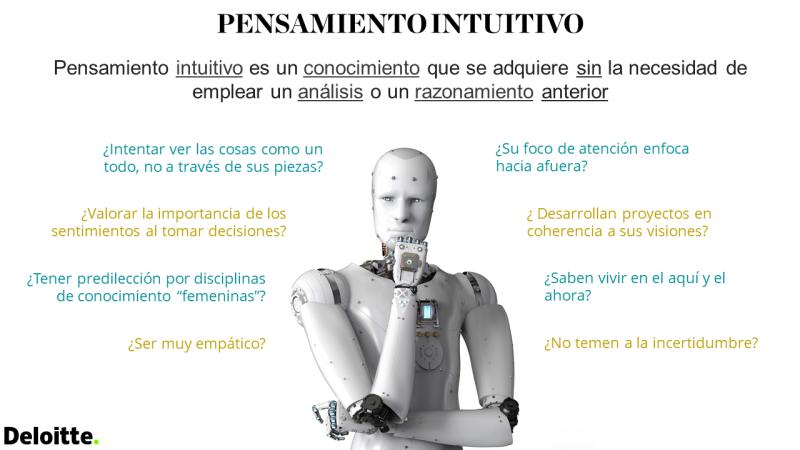 PENSAMIENTO INTUITIVO
Pensamiento intuitivo es un conocimiento que se adquiere sin la necesidad de
emplear un análisis o un razonamiento anterior
¿Intentar ver las cosas como un
todo, no a través de sus piezas?
¿Valorar la importancia de los
sentimientos al tomar decisiones?
¿Tener predilección por disciplinas
de conocimiento “femeninas”?
¿Ser muy empático?
¿Su foco de atención enfoca
hacia afuera?
¿ Desarrollan proyectos en
coherencia a sus visiones?
¿Saben vivir en el aquí y el
ahora?
¿No temen a la incertidumbre?
Deloitte.